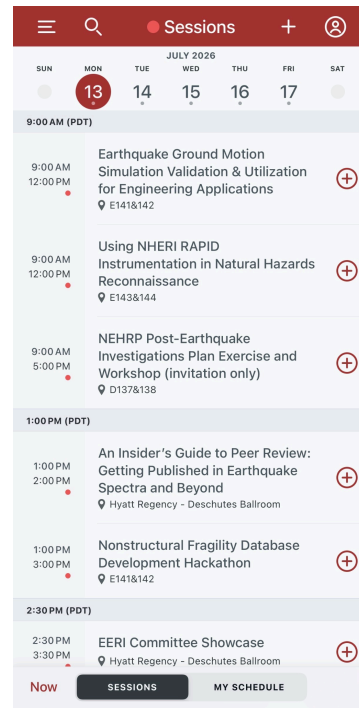 Sessions
JULY 2026
SUN MON TUE WED THU FRI SAT
13 14 15 16 17
9:00 AM (PDT)
9:00 AM
12:00 PM
Earthquake Ground Motion
Simulation Validation & Utilization
for Engineering Applications
E141&142
9:00 AM
12:00 PM
Using NHERI RAPID
Instrumentation in Natural Hazards
Reconnaissance
E143&144
9:00 AM
5:00 PM
NEHRP Post-Earthquake
Investigations Plan Exercise and
Workshop (invitation only)
D137&138
1:00 PM (PDT)
1:00 PM
2:00 PM
An Insider's Guide to Peer Review:
Getting Published in Earthquake
Spectra and Beyond
Hyatt Regency - Deschutes Ballroom
1:00 PM
3:00 PM
Nonstructural Fragility Database
Development Hackathon
E141&142
2:30 PM (PDT)
2:30 PM
3:30 PM
EERI Committee Showcase
Hyatt Regency - Deschutes Ballroom
Now SESSIONS MY SCHEDULE